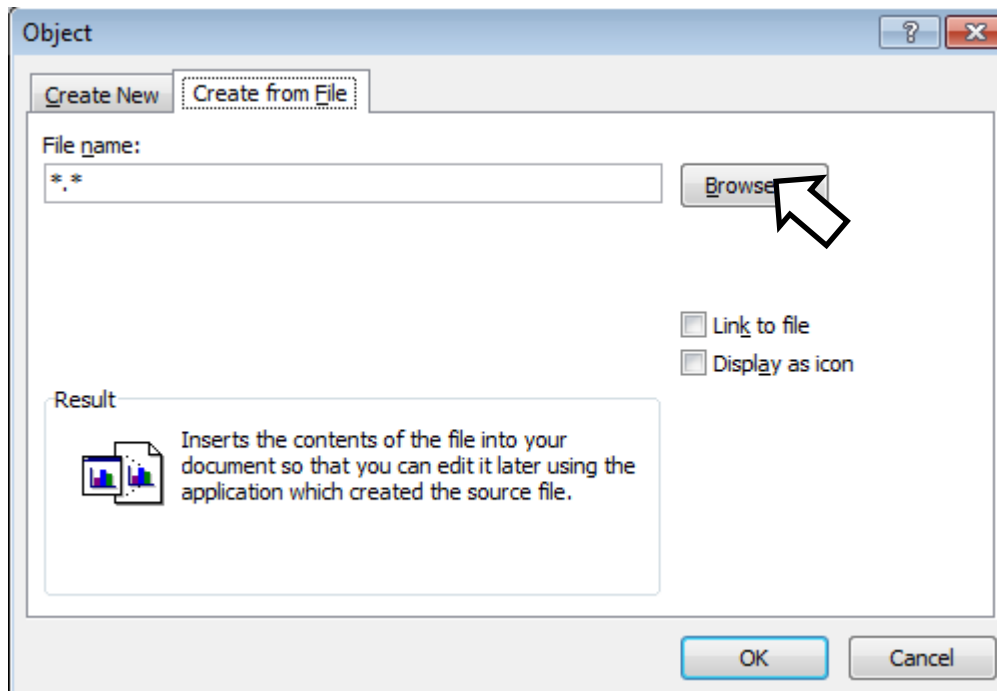 Object
Create New Create from File
File name:
*.*
Browse
Link to file
Display as icon
Result
Inserts the contents of the file into your
document so that you can edit it later using the
application which created the source file.
OK Cancel